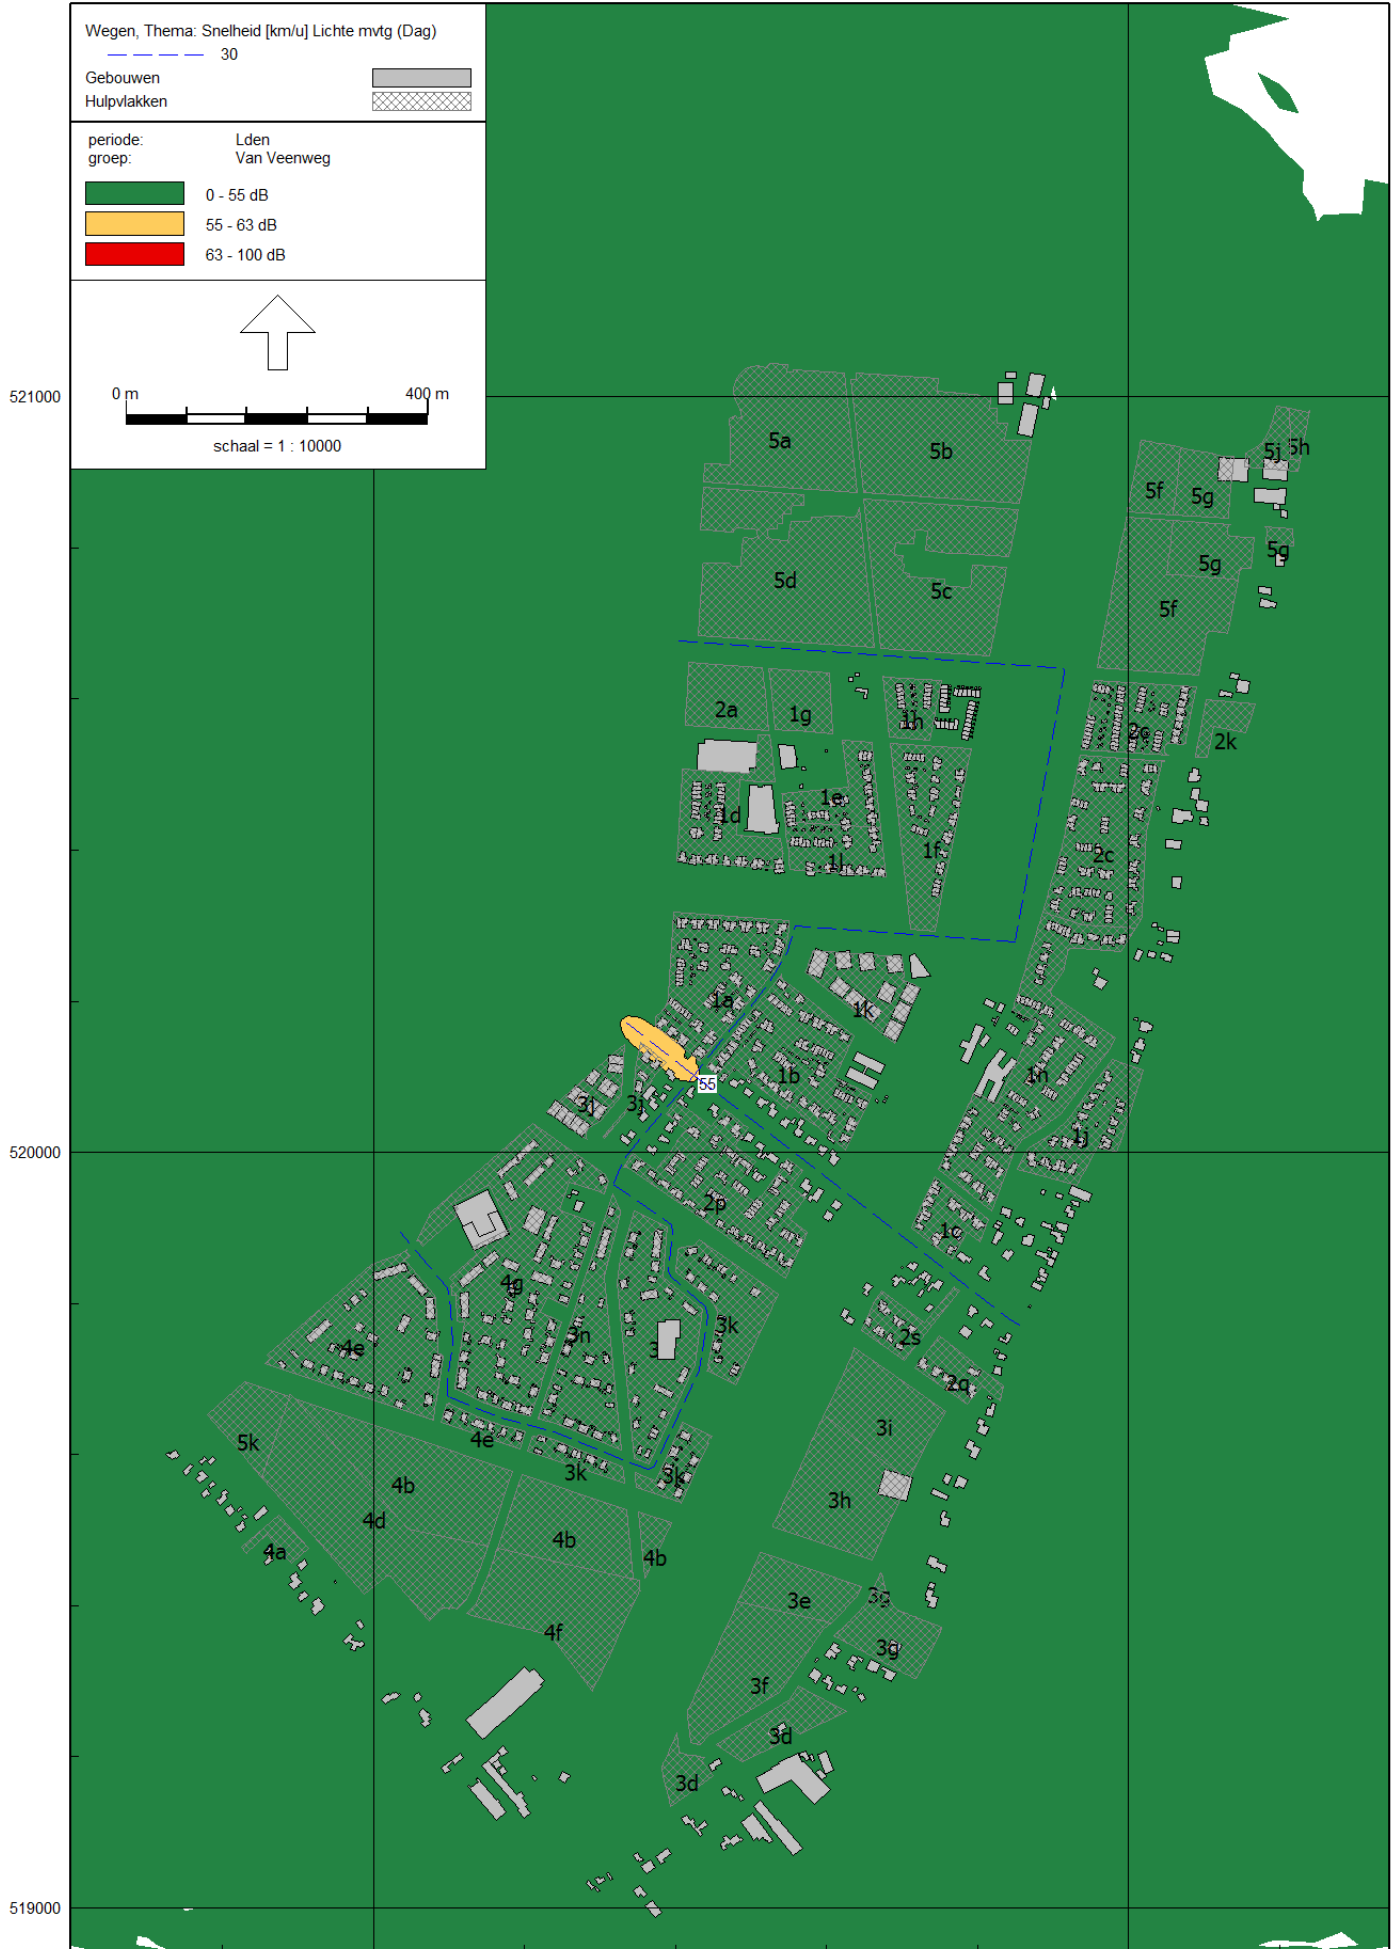 Wegen, Thema: Snelheid [km/u] Lichte mvtg (Dag)
30
Gebouwen
Hulpvlakken
periode: Lden
groep: Van Veenweg
0 - 55 dB
55 - 63 dB
63 - 100 dB
0 m 400 m
schaal = 1 : 10000
521000
5a
5b
5j
5h
5f
5g
5g
5g
5d
5c
5f
2a
1g
1h
2k
1d
1e
1l
1f
2c
1a
1k
55
1b
1n
3j
3j
1j
520000
2p
1c
4g
3n
3k
4e
3
2s
2q
3i
5k
4e
3k
3k
4b
3h
4d
4b
4b
4a
3e
3g
4f
3g
3f
3d
3d
519000